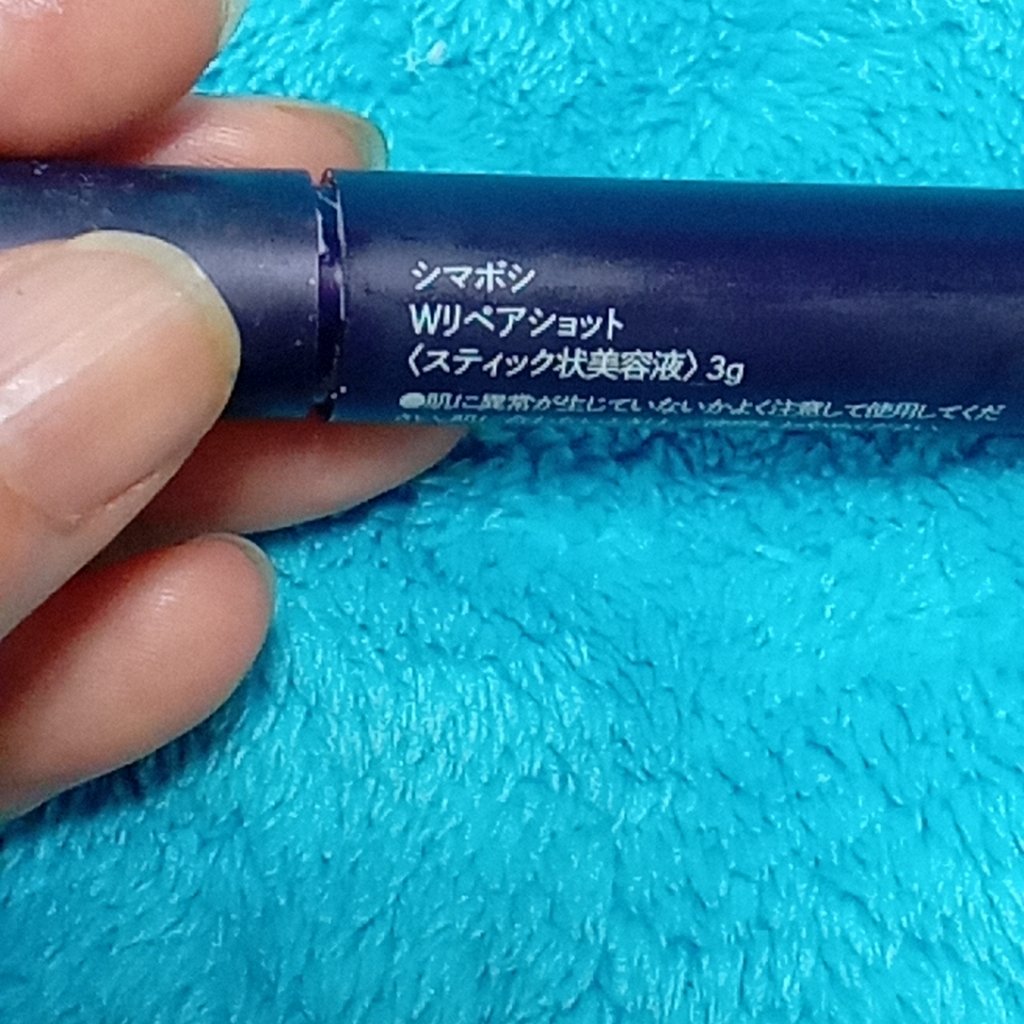 シマボシ
Wリペアショット
〈スティック状美容液〉3g
●肌に異常が生じていないかよく注意して使用してくだ